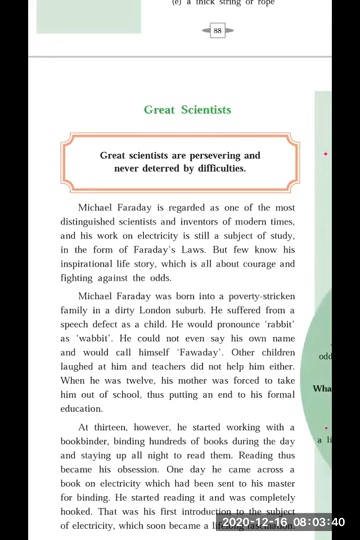 (e) a thick string or rope
88
Great Scientists
Great scientists are persevering and
never deterred by difficulties.
Michael Faraday is regarded as one of the most
distinguished scientists and inventors of modern times,
and his work on electricity is still a subject of study,
in the form of Faraday's Laws. But few know his
inspirational life story, which is all about courage and
fighting against the odds.
Michael Faraday was born into a poverty-stricken
family in a dirty London suburb. He suffered from a
speech defect as a child. He would pronounce 'rabbit'
as 'wabbit'. He could not even say his own name
and would call himself 'Fawaday'. Other children
laughed at him and teachers did not help him either.
When he was twelve, his mother was forced to take
him out of school, thus putting an end to his formal
education.
At thirteen, however, he started working with a
bookbinder, binding hundreds of books during the day
and staying up all night to read them. Reading thus
became his obsession. One day he came across a
book on electricity which had been sent to his master
for binding. He started reading it and was completely
hooked. That was his first introduction to the subject
of electricity, which soon became a lifelong fascination.
odd
Wha
a li
2020-12-16 08:03:40